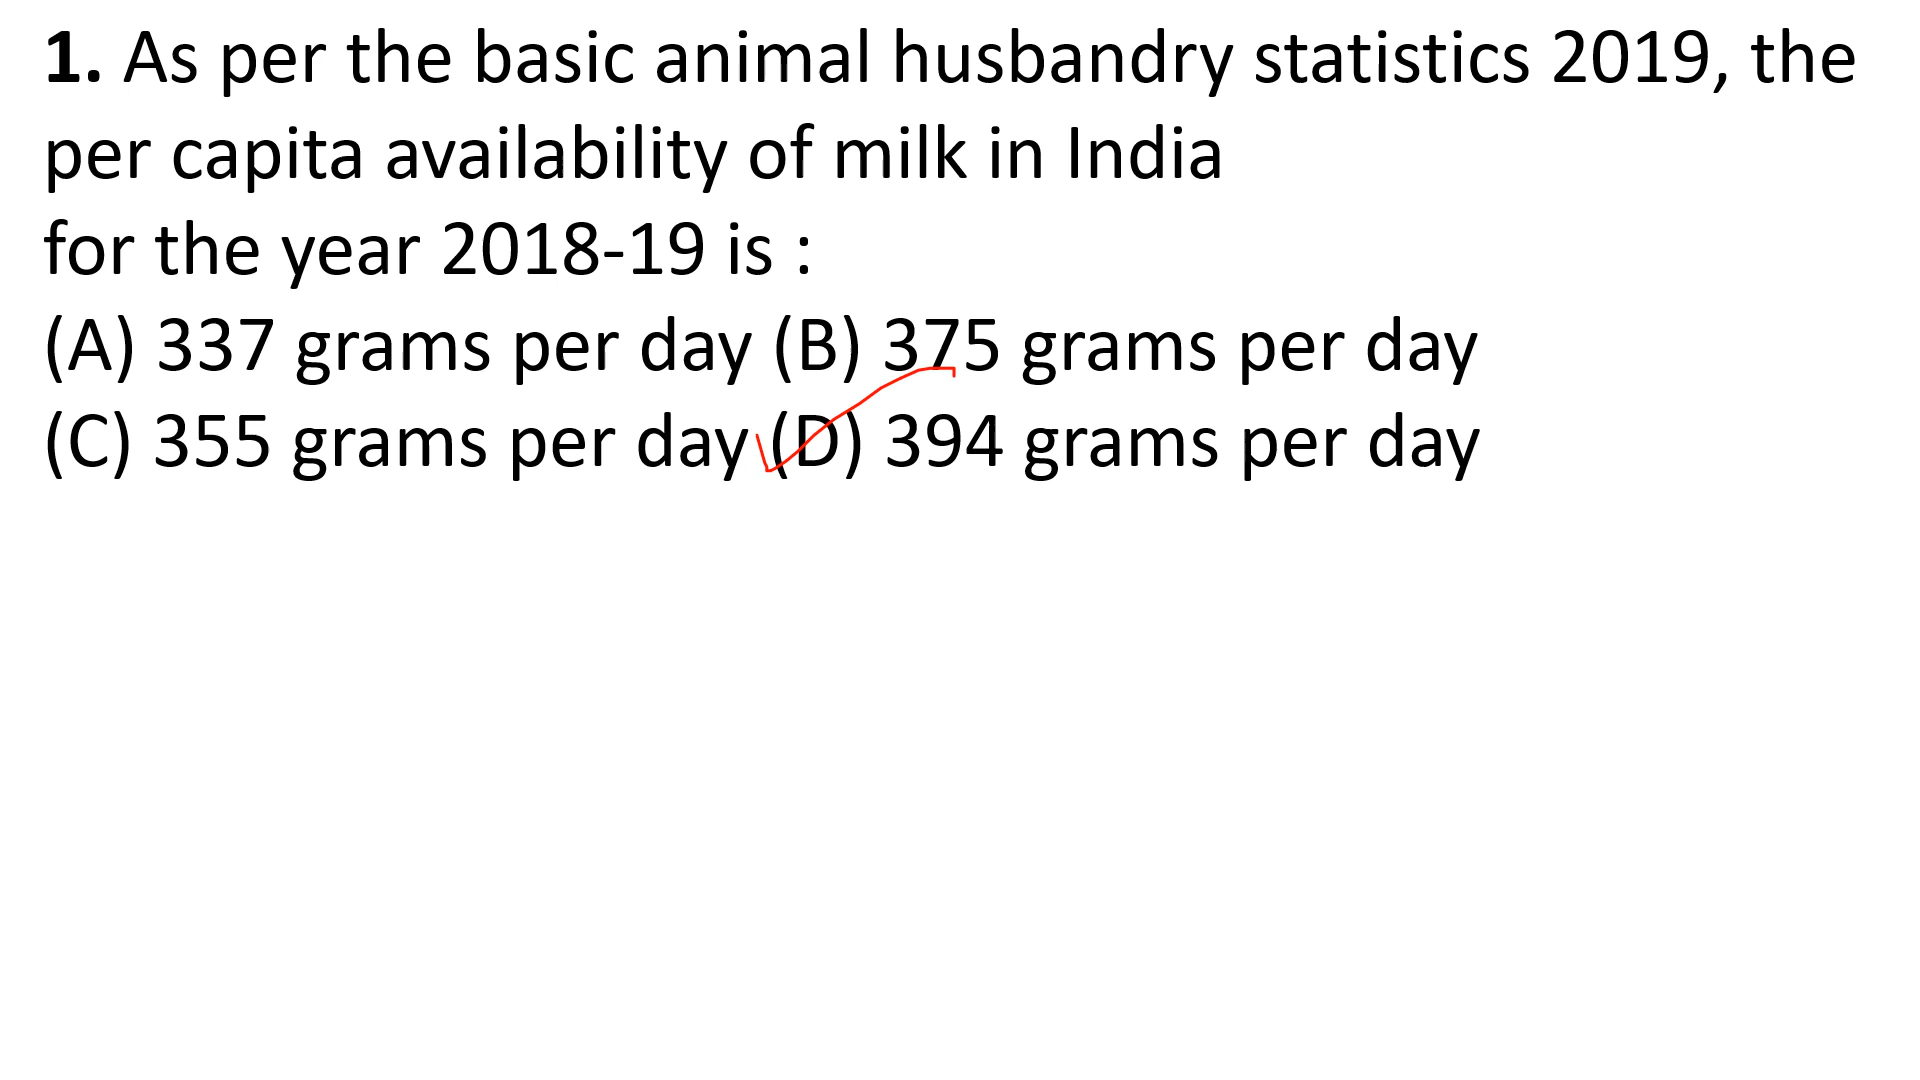 1. As per the basic animal husbandry statistics 2019, the
per capita availability of milk in India
for the year 2018-19 is :
(A) 337 grams per day (B) 375 grams per day
(C) 355 grams per day (D) 394 grams per day